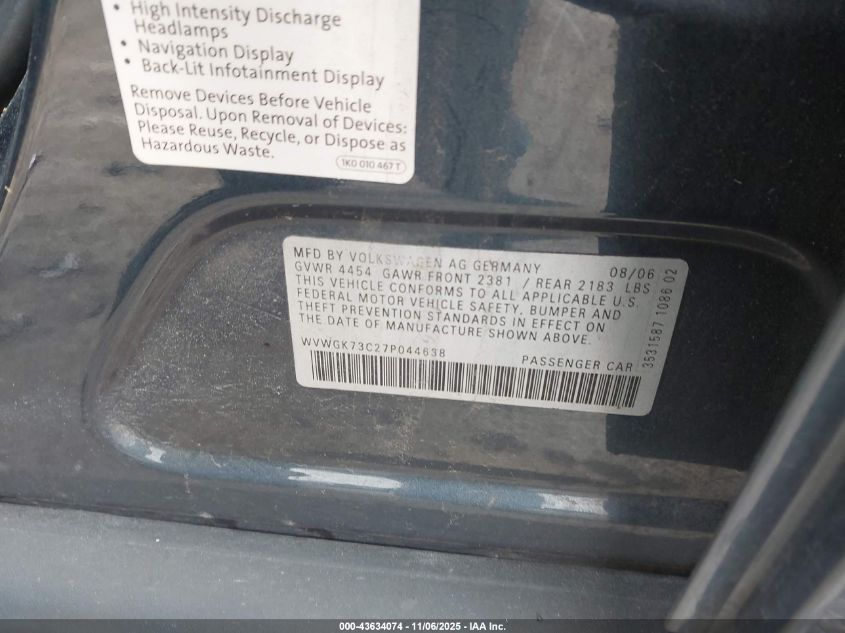 • High Intensity Discharge
Headlamps
• Navigation Display
• Back-Lit Infotainment Display
Remove Devices Before Vehicle
Disposal. Upon Removal of Devices:
Please Reuse, Recycle, or Dispose as
Hazardous Waste.
1K0 010 467 T
MFD BY VOLKSWAGEN AG GERMANY 08/06
GVWR 4454 GAWR FRONT 2381 / REAR 2183 LBS
THIS VEHICLE CONFORMS TO ALL APPLICABLE U.S.
FEDERAL MOTOR VEHICLE SAFETY, BUMPER AND
THEFT PREVENTION STANDARDS IN EFFECT ON
THE DATE OF MANUFACTURE SHOWN ABOVE.
WVWGK73C27P044638 PASSENGER CAR
3531587 1086 02
000-43634074 - 11/06/2025 - IAA Inc.